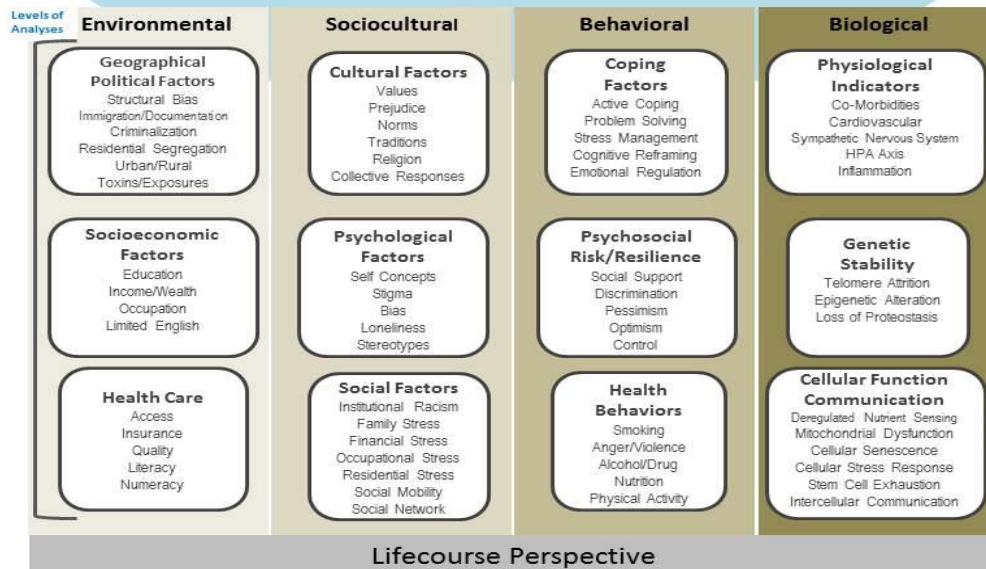 Levels of
Analyses
Environmental
Sociocultural
Behavioral
Biological
Geographical
Political Factors
Structural Bias
Immigration/Documentation
Criminalization
Residential Segregation
Urban/Rural
Toxins/Exposures
Cultural Factors
Values
Prejudice
Norms
Traditions
Religion
Collective Responses
Coping
Factors
Active Coping
Problem Solving
Stress Management
Cognitive Reframing
Emotional Regulation
Physiological
Indicators
Co-Morbidities
Cardiovascular
Sympathetic Nervous System
HPA Axis
Inflammation
Socioeconomic
Factors
Education
Income/Wealth
Occupation
Limited English
Psychological
Factors
Self Concepts
Stigma
Bias
Loneliness
Stereotypes
Psychosocial
Risk/Resilience
Social Support
Discrimination
Pessimism
Optimism
Control
Genetic
Stability
Telomere Attrition
Epigenetic Alteration
Loss of Proteostasis
Health Care
Access
Insurance
Quality
Literacy
Numeracy
Social Factors
Institutional Racism
Family Stress
Financial Stress
Occupational Stress
Residential Stress
Social Mobility
Social Network
Health
Behaviors
Smoking
Anger/Violence
Alcohol/Drug
Nutrition
Physical Activity
Cellular Function
Communication
Deregulated Nutrient Sensing
Mitochondrial Dysfunction
Cellular Senescence
Cellular Stress Response
Stem Cell Exhaustion
Intercellular Communication
Lifecourse Perspective